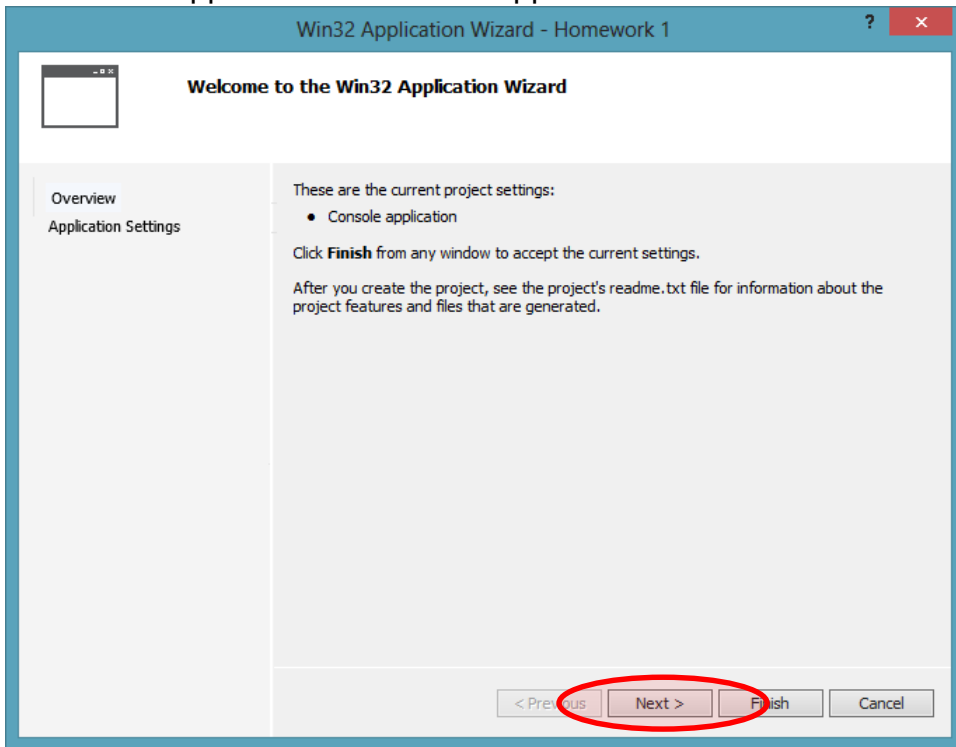 Win32 Application Wizard - Homework 1
? ×
Welcome to the Win32 Application Wizard
Overview
Application Settings
These are the current project settings:
• Console application
Click Finish from any window to accept the current settings.
After you create the project, see the project's readme.txt file for information about the
project features and files that are generated.
< Previous Next > Finish Cancel